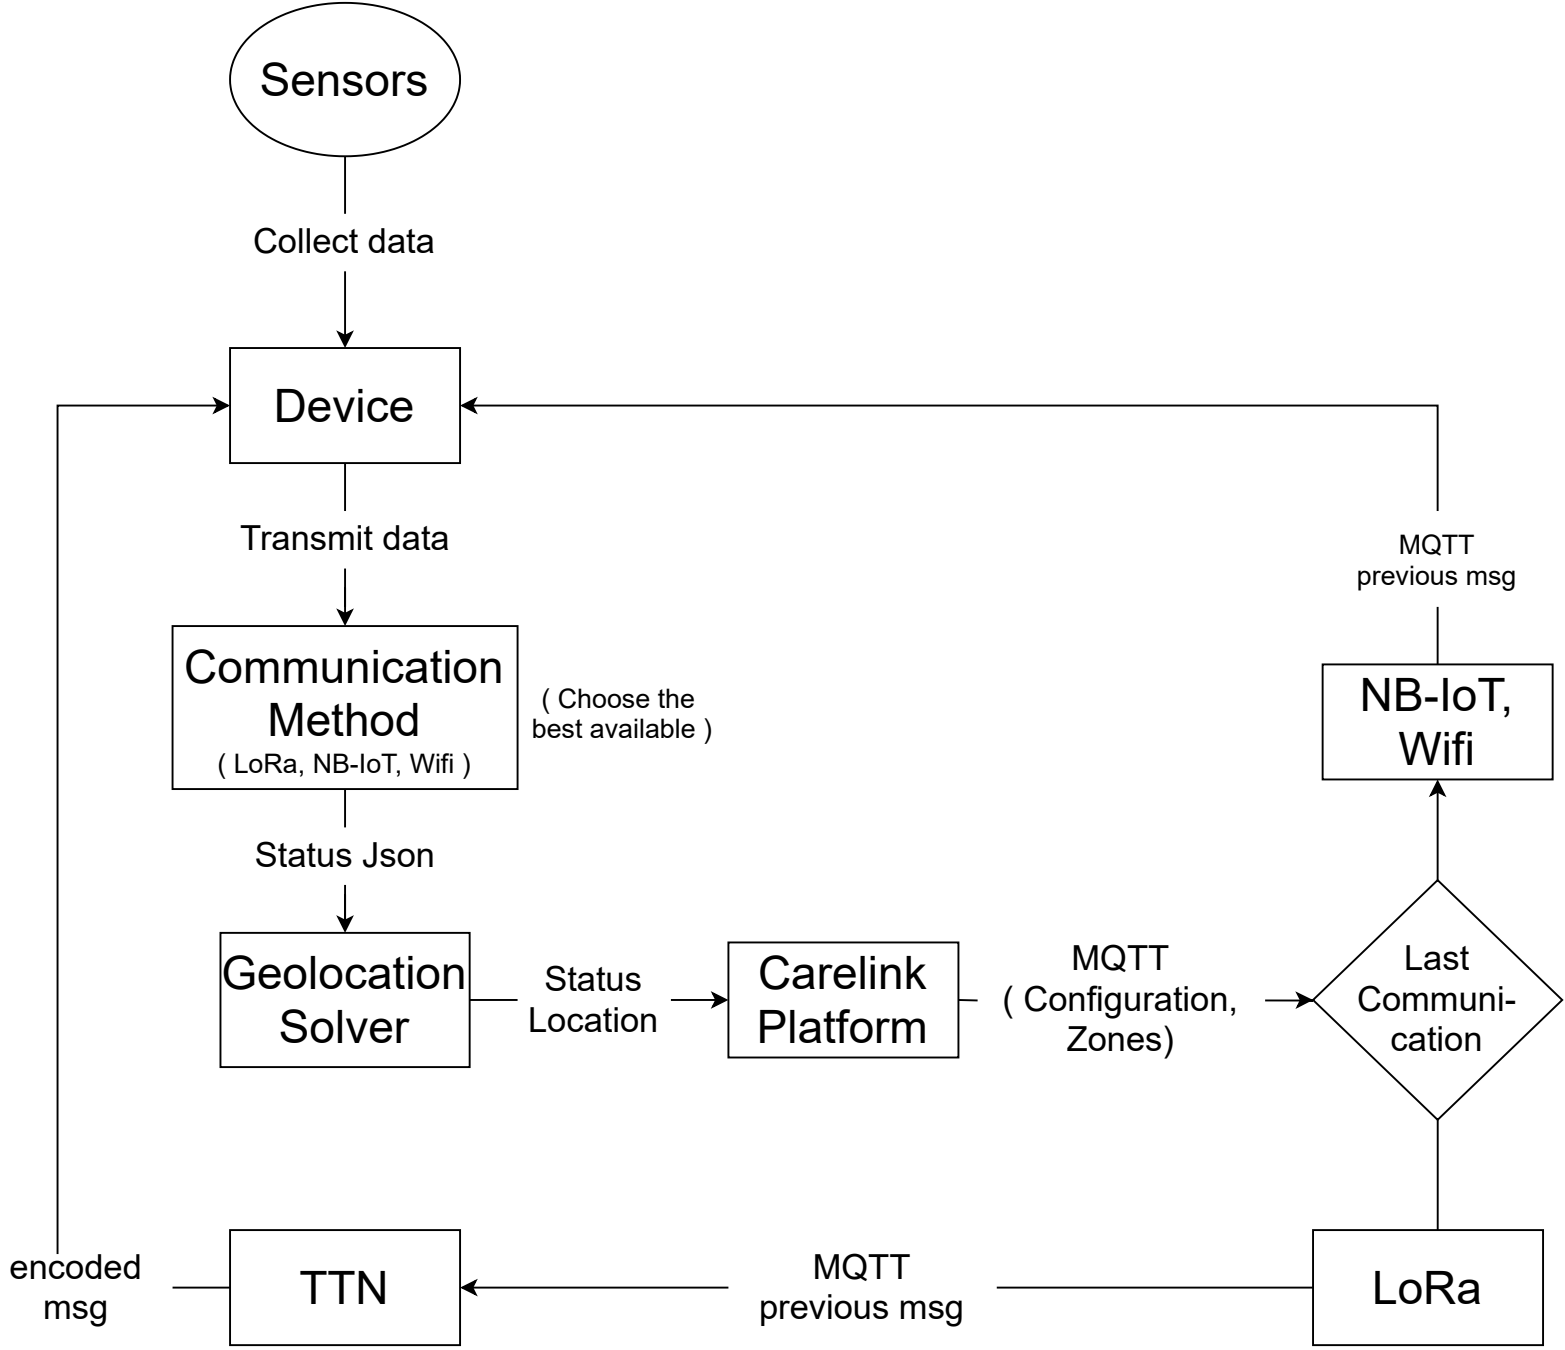 Sensors
Collect data
Device
Transmit data
MQTT
previous msg
Communication
Method
( LoRa, NB-IoT, Wifi )
( Choose the
best available )
NB-IoT,
Wifi
Status Json
Geolocation
Solver
Status
Location
Carelink
Platform
MQTT
( Configuration,
Zones)
Last
Communi-
cation
encoded
msg
TTN
MQTT
previous msg
LoRa